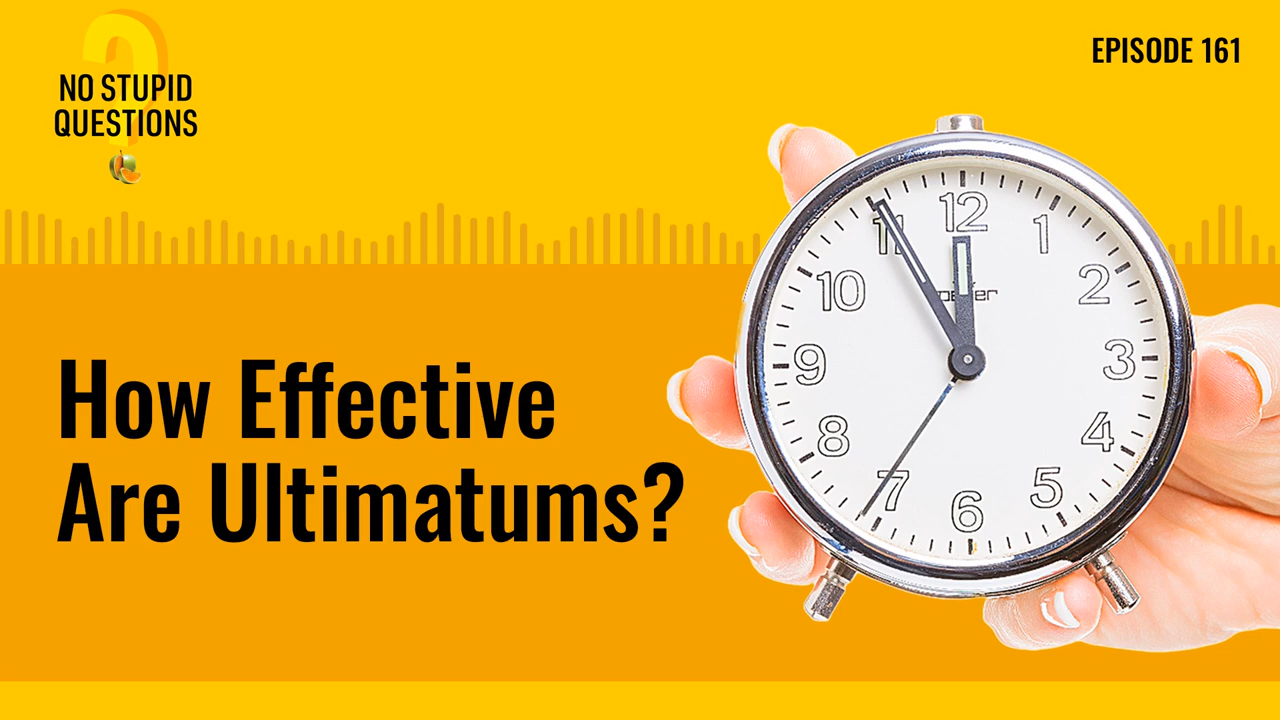 NO STUPID
QUESTIONS
EPISODE 161
How Effective
Are Ultimatums?
12
1
2
3
4
5
6
7
8
9
10
11